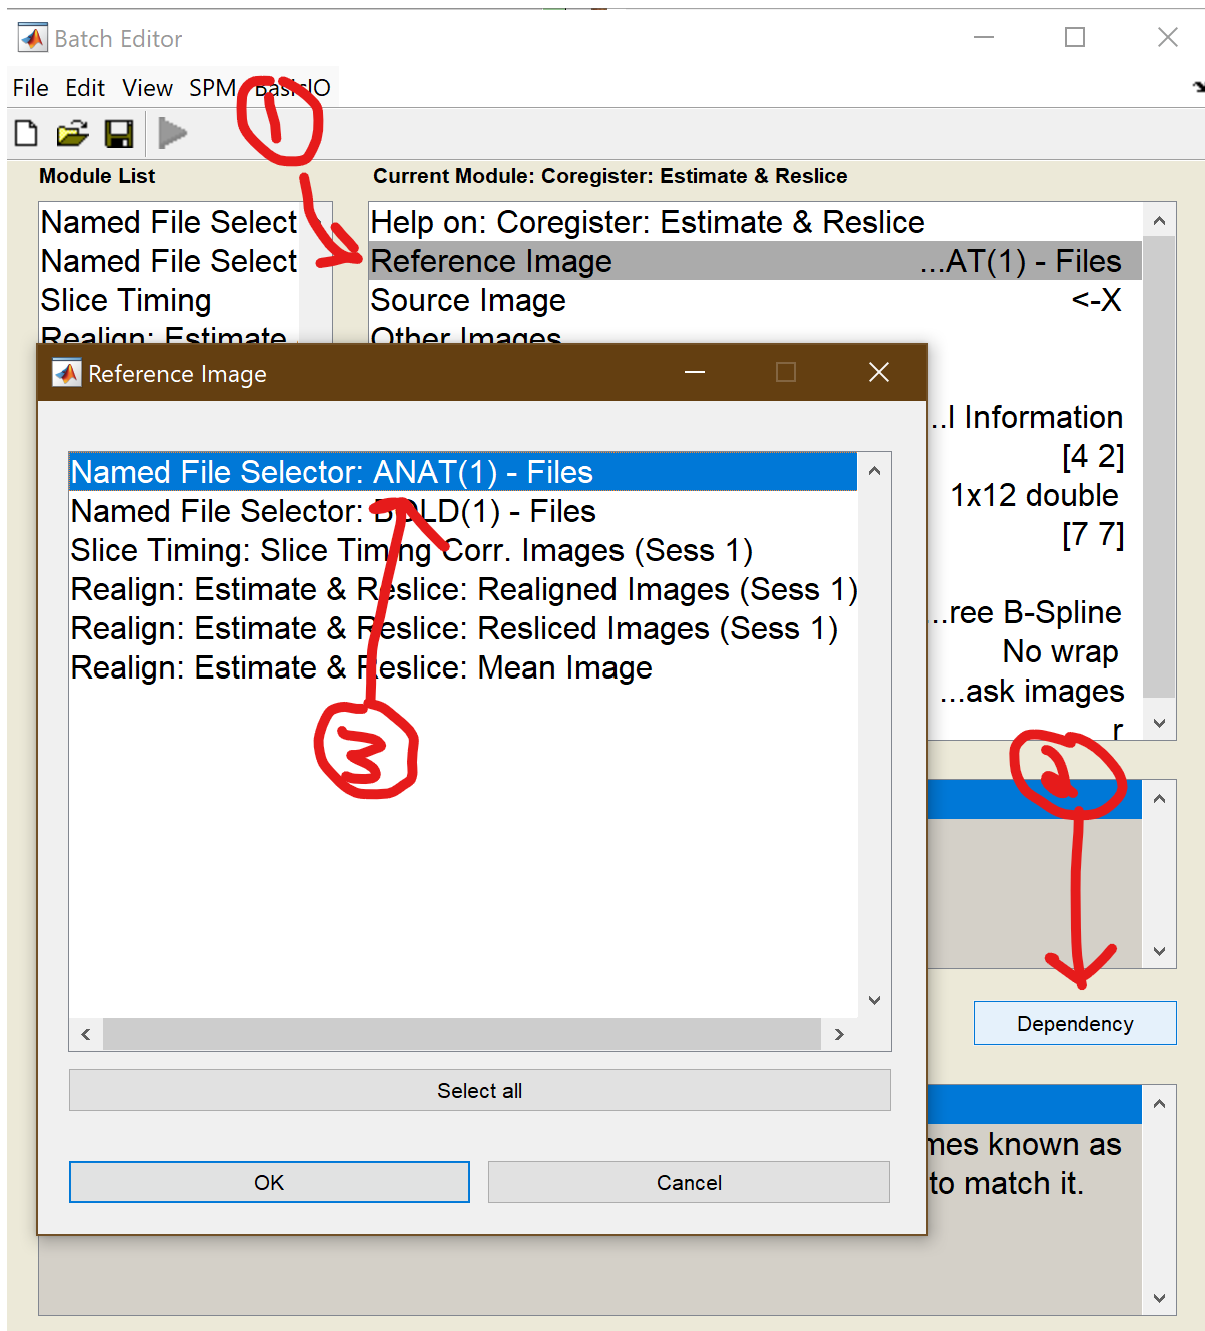 Batch Editor
File Edit View SPM BasicIO
1
Module List
Current Module: Coregister: Estimate & Reslice
Named File Select
Named File Select
Slice Timing
Realign: Estimate
Help on: Coregister: Estimate & Reslice
Reference Image ...AT(1) - Files
Source Image <-X
Other Images
...l Information
[4 2]
1x12 double
[7 7]
...ree B-Spline
No wrap
...ask images
r
Reference Image
Named File Selector: ANAT(1) - Files
Named File Selector: BOLD(1) - Files
Slice Timing: Slice Timing Corr. Images (Sess 1)
Realign: Estimate & Reslice: Realigned Images (Sess 1)
Realign: Estimate & Reslice: Resliced Images (Sess 1)
Realign: Estimate & Reslice: Mean Image
3
2
Dependency
Select all
OK
Cancel
mes known as
to match it.